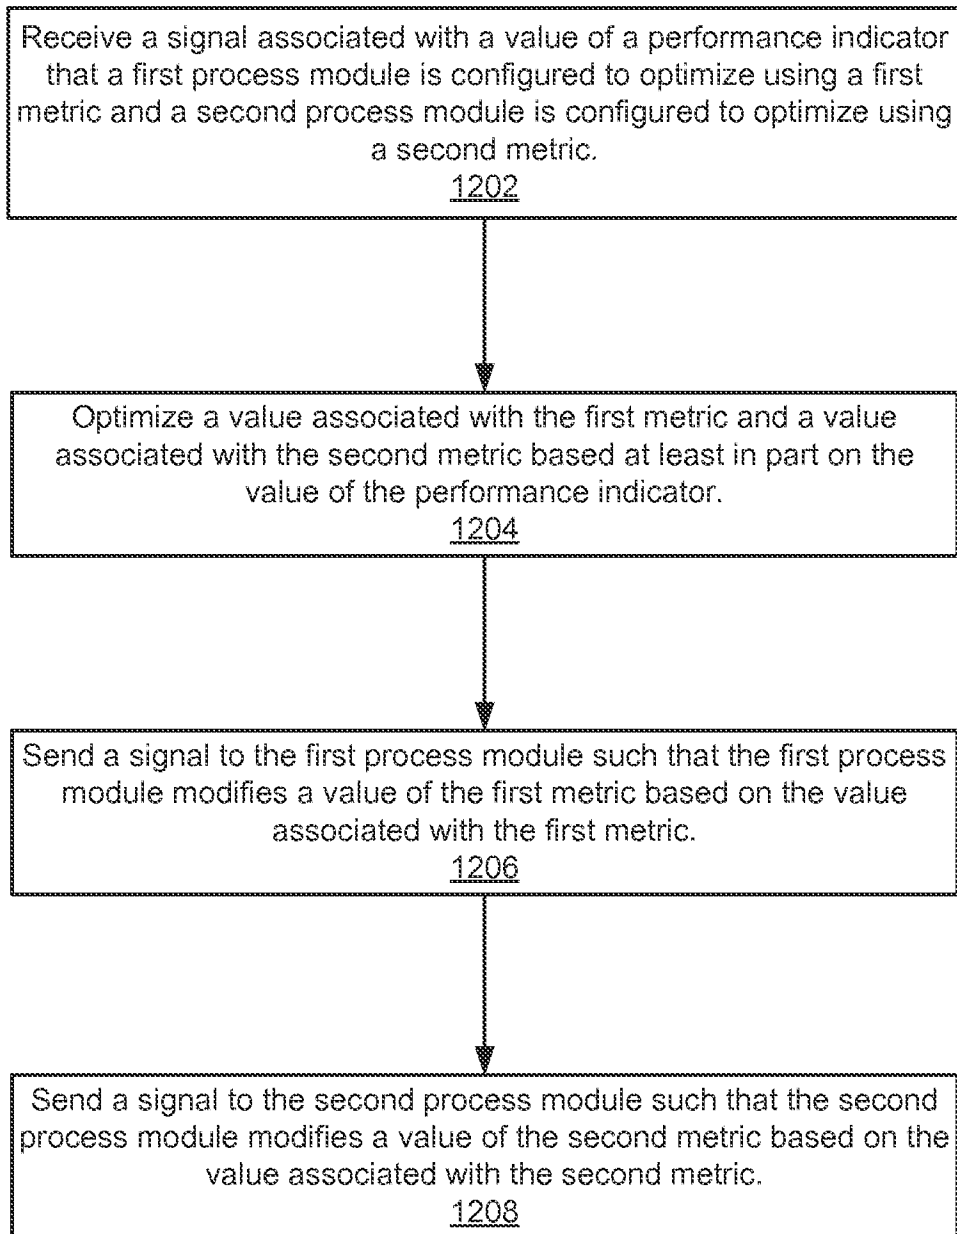 Receive a signal associated with a value of a performance indicator
that a first process module is configured to optimize using a first
metric and a second process module is configured to optimize using
a second metric.
1202
Optimize a value associated with the first metric and a value
associated with the second metric based at least in part on the
value of the performance indicator.
1204
Send a signal to the first process module such that the first process
module modifies a value of the first metric based on the value
associated with the first metric.
1206
Send a signal to the second process module such that the second
process module modifies a value of the second metric based on the
value associated with the second metric.
1208